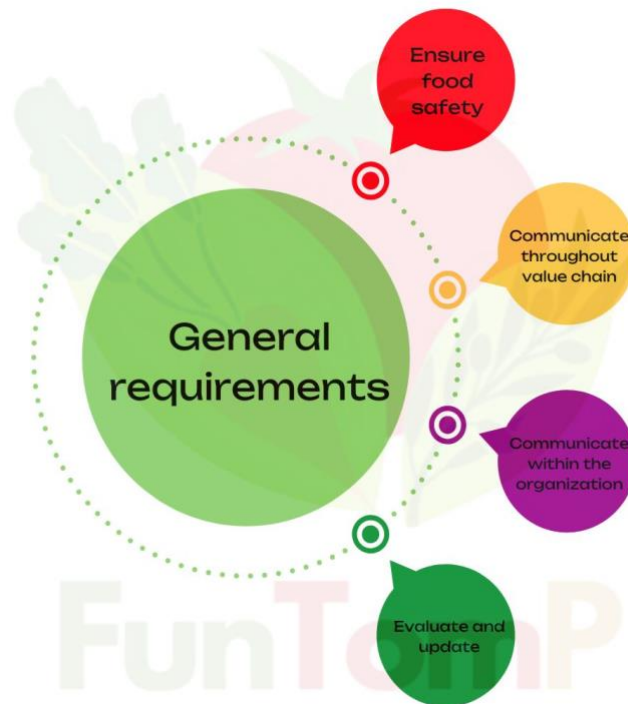 Ensure
food
safety
Communicate
throughout
value chain
General
requirements
Communicate
within the
organization
Evaluate and
update
FunTomP